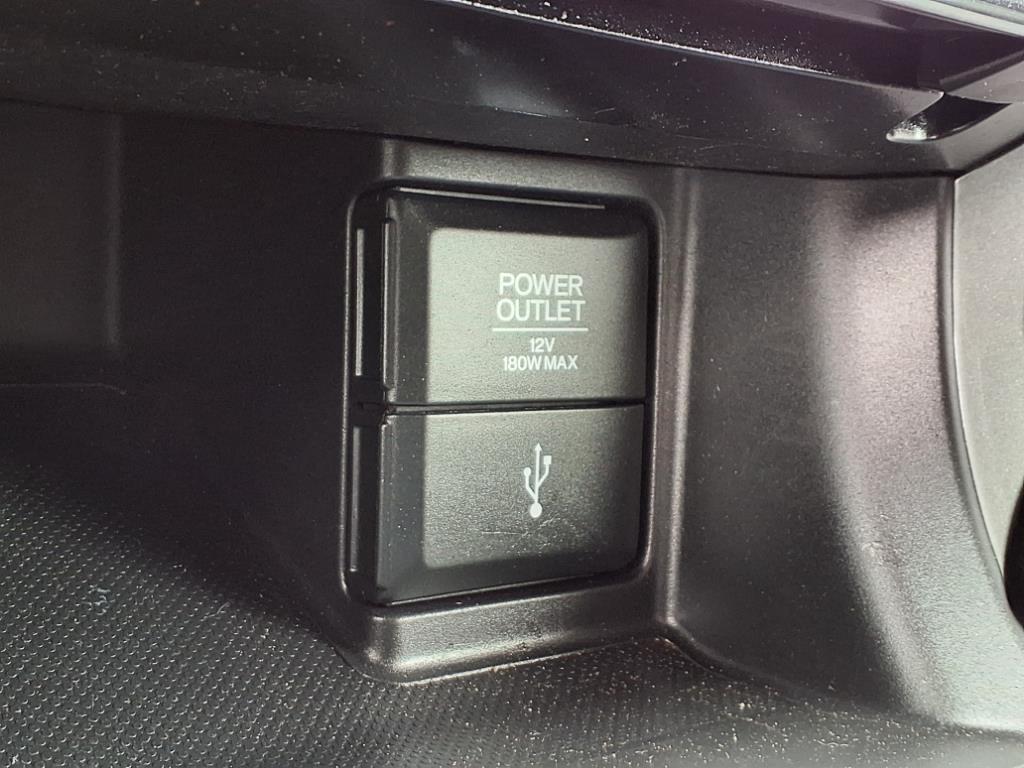 POWER
OUTLET
12V
180W MAX